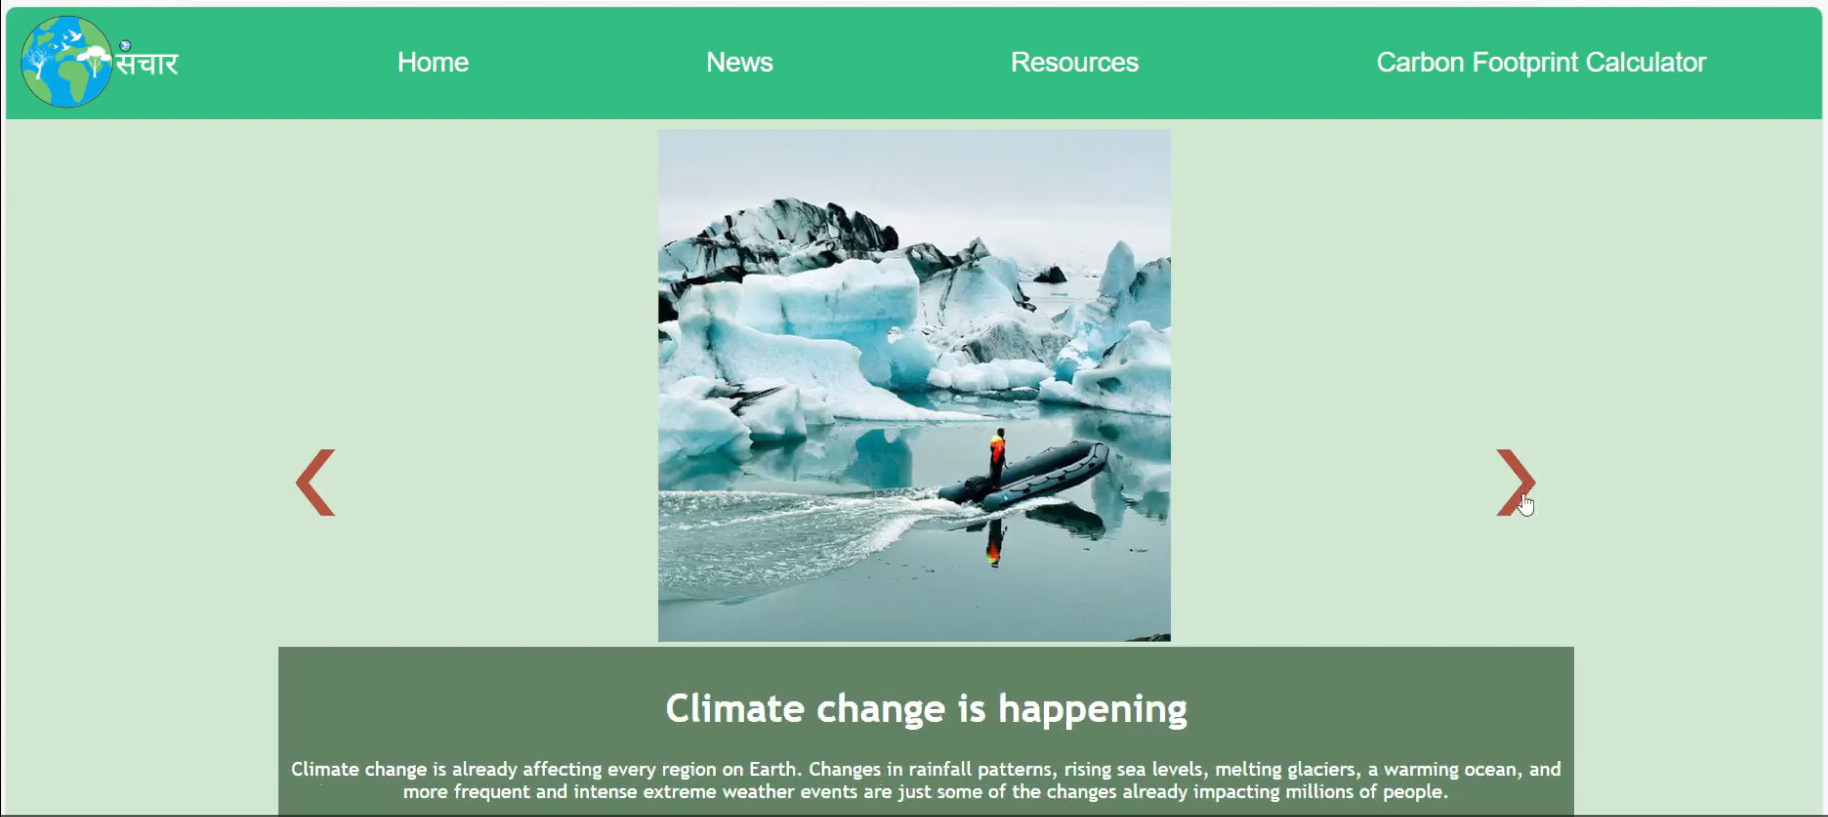 संचार
Home
News
Resources
Carbon Footprint Calculator
Climate change is happening
Climate change is already affecting every region on Earth. Changes in rainfall patterns, rising sea levels, melting glaciers, a warming ocean, and
more frequent and intense extreme weather events are just some of the changes already impacting millions of people.